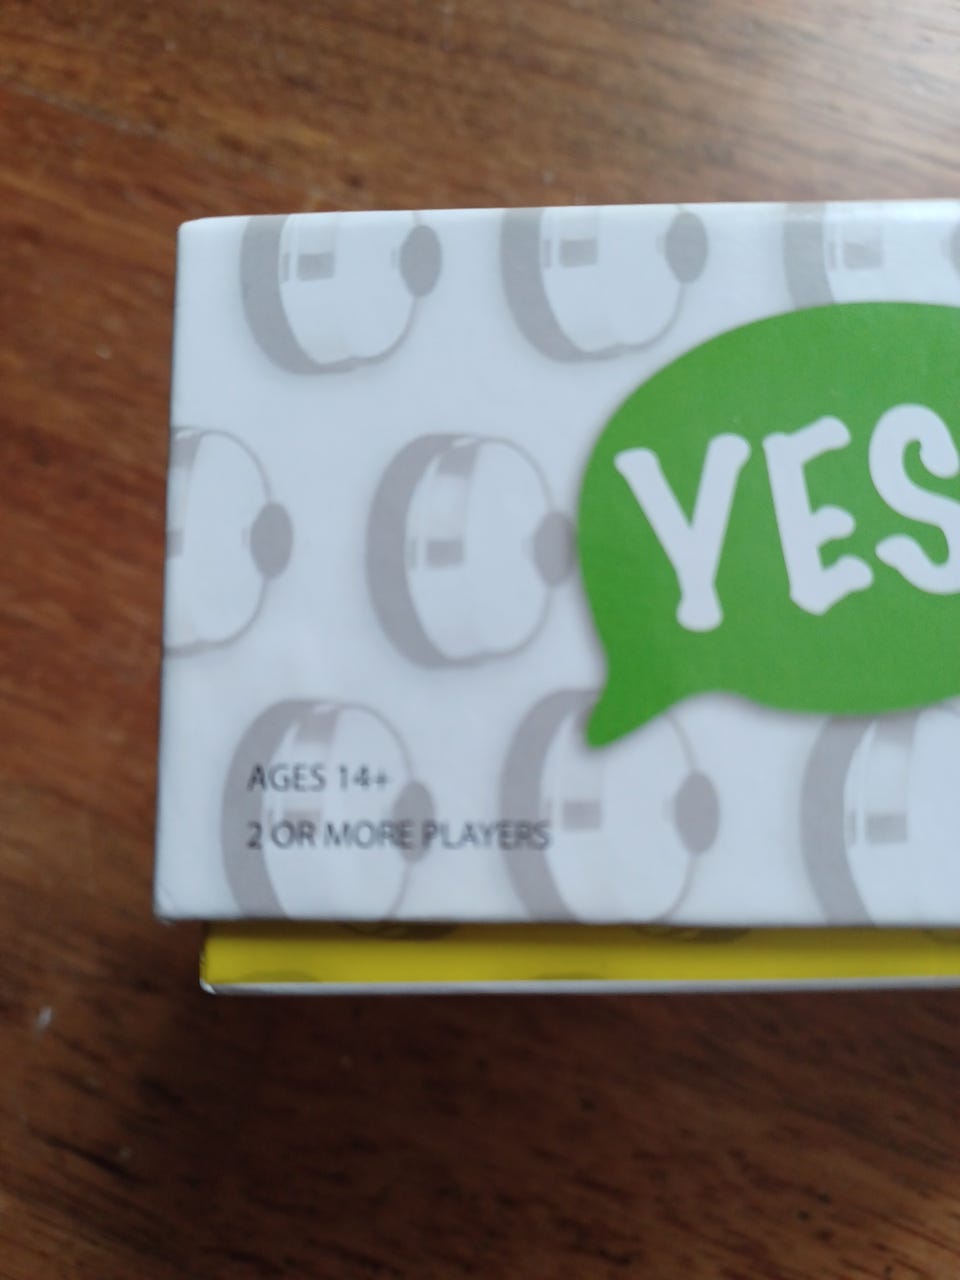 YES
AGES 14+
2 OR MORE PLAYERS